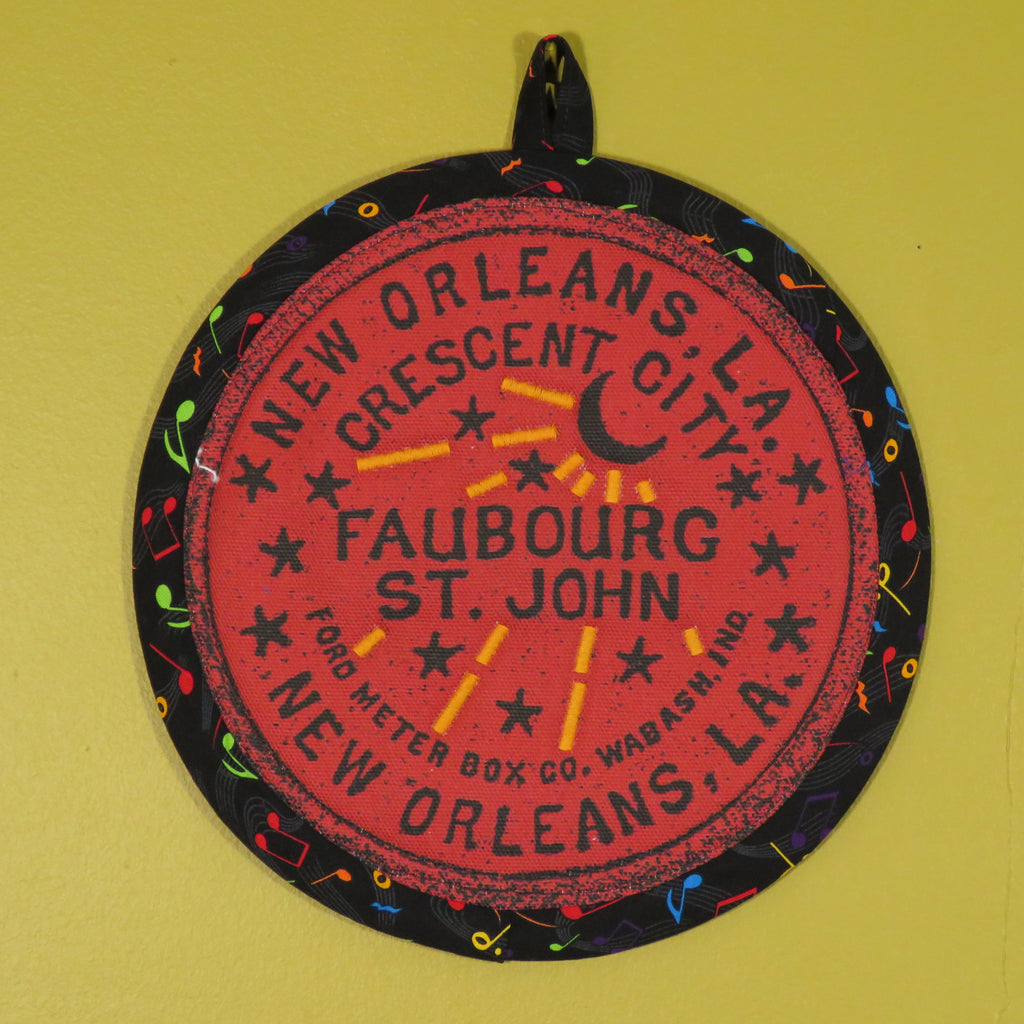 NEW ORLEANS, LA.
CRESCENT CITY.
FAUBOURG
ST. JOHN
FORD METER BOX CO. WABASH, IND.
NEW ORLEANS, LA.